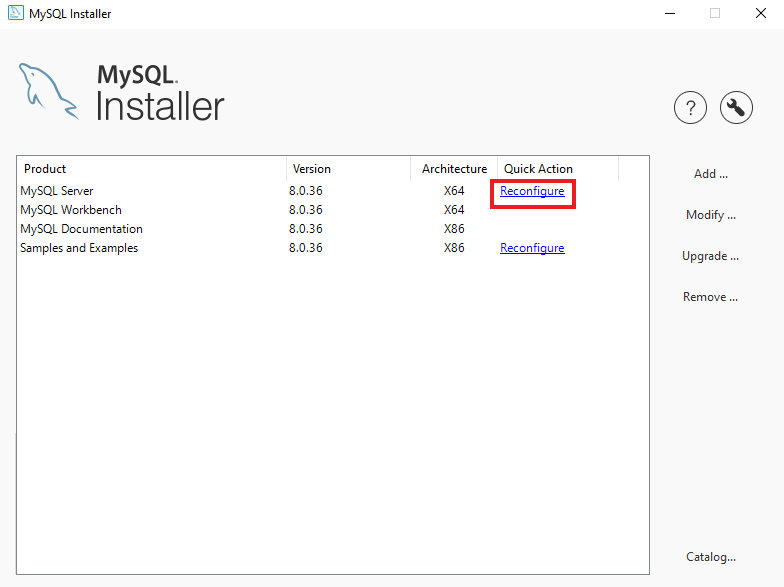 MySQL Installer
MySQL.
Installer
?
Product Version Architecture Quick Action
MySQL Server 8.0.36 X64 Reconfigure
MySQL Workbench 8.0.36 X64
MySQL Documentation 8.0.36 X86
Samples and Examples 8.0.36 X86 Reconfigure
Add ...
Modify ...
Upgrade ...
Remove ...
Catalog...